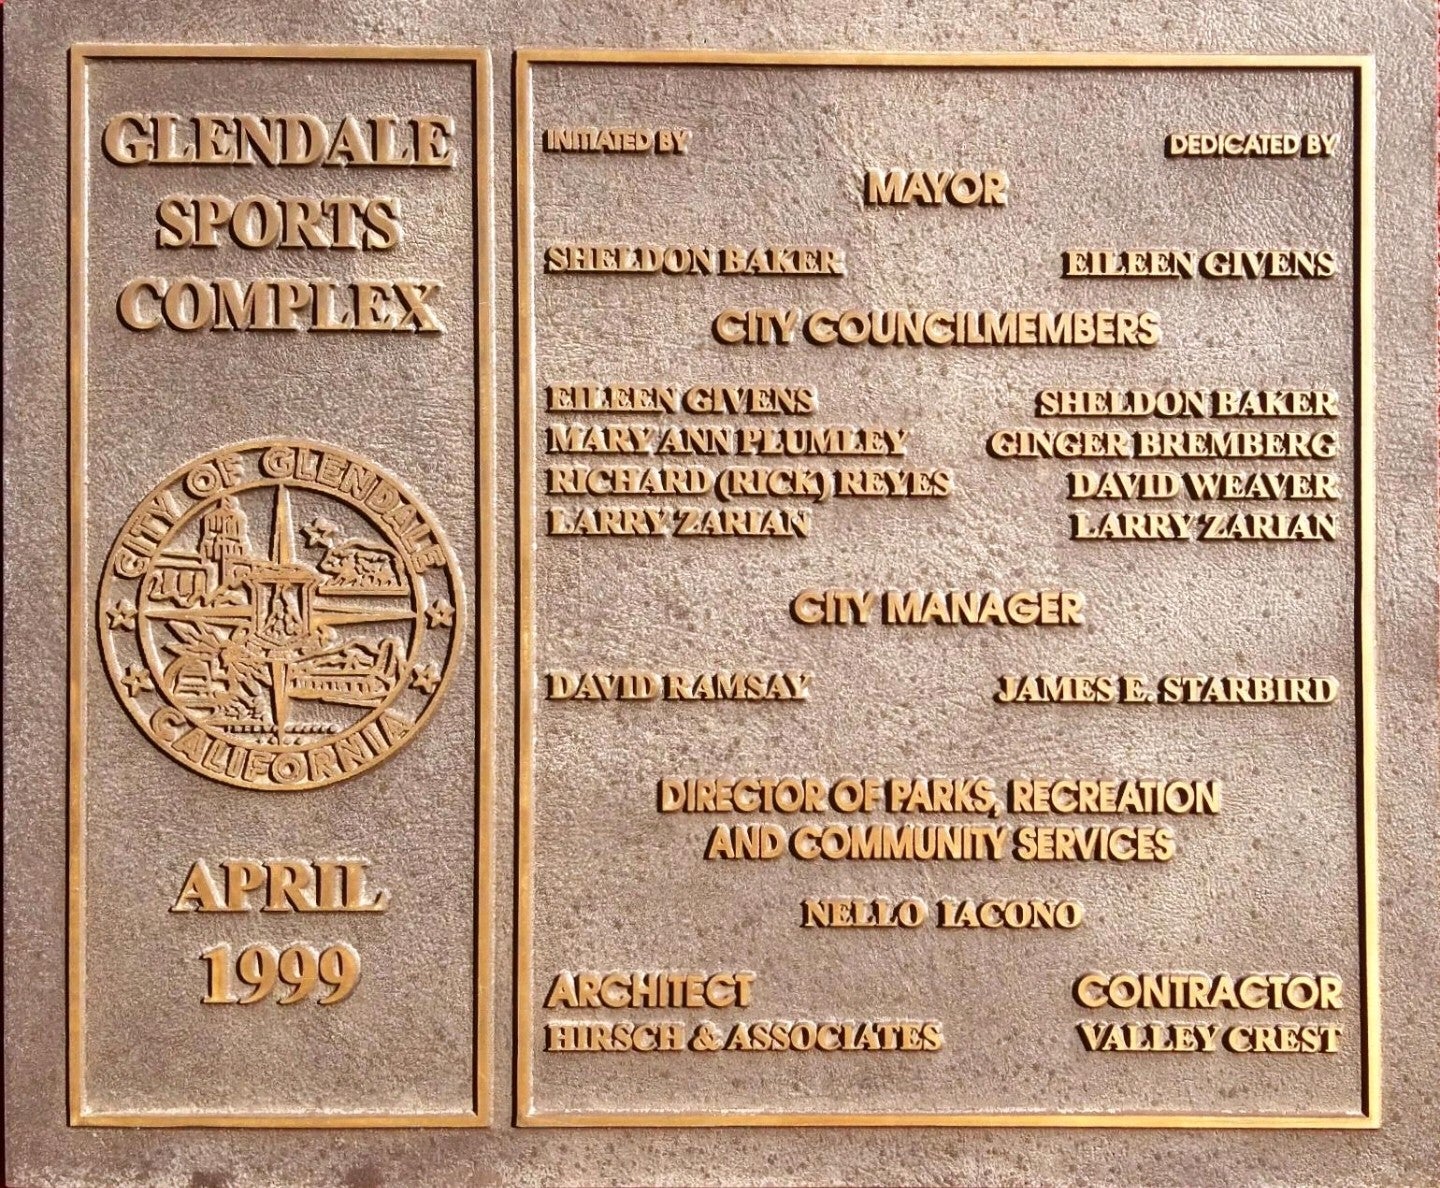 GLENDALE
SPORTS
COMPLEX
CITY OF GLENDALE
CALIFORNIA
APRIL
1999
INITIATED BY DEDICATED BY
MAYOR
SHELDON BAKER EILEEN GIVENS
CITY COUNCILMEMBERS
EILEEN GIVENS SHELDON BAKER
MARY ANN PLUMLEY GINGER BREMBERG
RICHARD (RICK) REYES DAVID WEAVER
LARRY ZARIAN LARRY ZARIAN
CITY MANAGER
DAVID RAMSAY JAMES E. STARBIRD
DIRECTOR OF PARKS, RECREATION
AND COMMUNITY SERVICES
NELLO IACONO
ARCHITECT CONTRACTOR
HIRSCH & ASSOCIATES VALLEY CREST